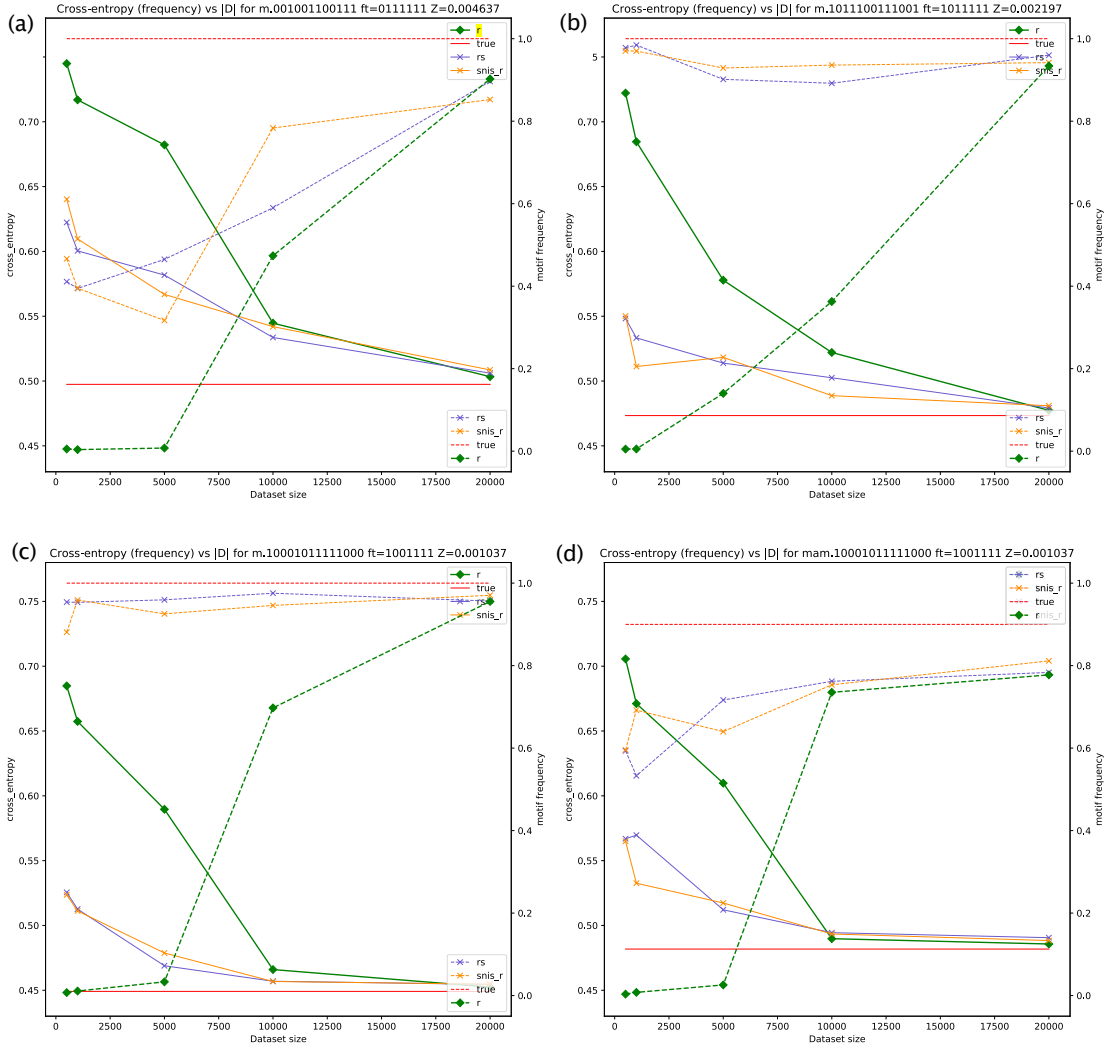 (a)
Cross-entropy (frequency) vs |D| for m.001001100111 ft=0111111 Z=0.004637
r
true
rs
snis_r
0.70
0.65
0.60
0.55
0.50
0.45
cross_entropy
1.0
0.8
0.6
0.4
0.2
0.0
motif frequency
rs
snis_r
true
r
0 2500 5000 7500 10000 12500 15000 17500 20000
Dataset size
(b)
Cross-entropy (frequency) vs |D| for m.1011100111001 ft=1011111 Z=0.002197
r
true
rs
snis_r
5
0.70
0.65
0.60
0.55
0.50
0.45
cross_entropy
1.0
0.8
0.6
0.4
0.2
0.0
motif frequency
rs
snis_r
true
r
0 2500 5000 7500 10000 12500 15000 17500 20000
Dataset size
(c)
Cross-entropy (frequency) vs |D| for m.10001011111000 ft=1001111 Z=0.001037
r
true
rs
snis_r
0.75
0.70
0.65
0.60
0.55
0.50
0.45
cross_entropy
1.0
0.8
0.6
0.4
0.2
0.0
motif frequency
rs
snis_r
true
r
0 2500 5000 7500 10000 12500 15000 17500 20000
Dataset size
(d)
Cross-entropy (frequency) vs |D| for mam.10001011111000 ft=1001111 Z=0.001037
rs
snis_r
true
r snis_r
0.75
0.70
0.65
0.60
0.55
0.50
0.45
cross_entropy
1.0
0.8
0.6
0.4
0.2
0.0
motif frequency
0 2500 5000 7500 10000 12500 15000 17500 20000
Dataset size